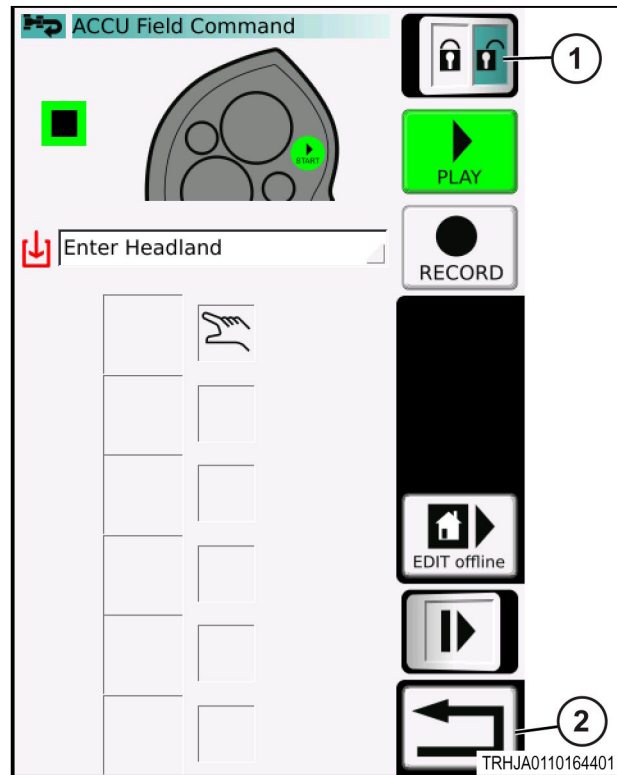 ACCU Field Command
1
START
PLAY
Enter Headland
RECORD
EDIT offline
2
TRHJA0110164401